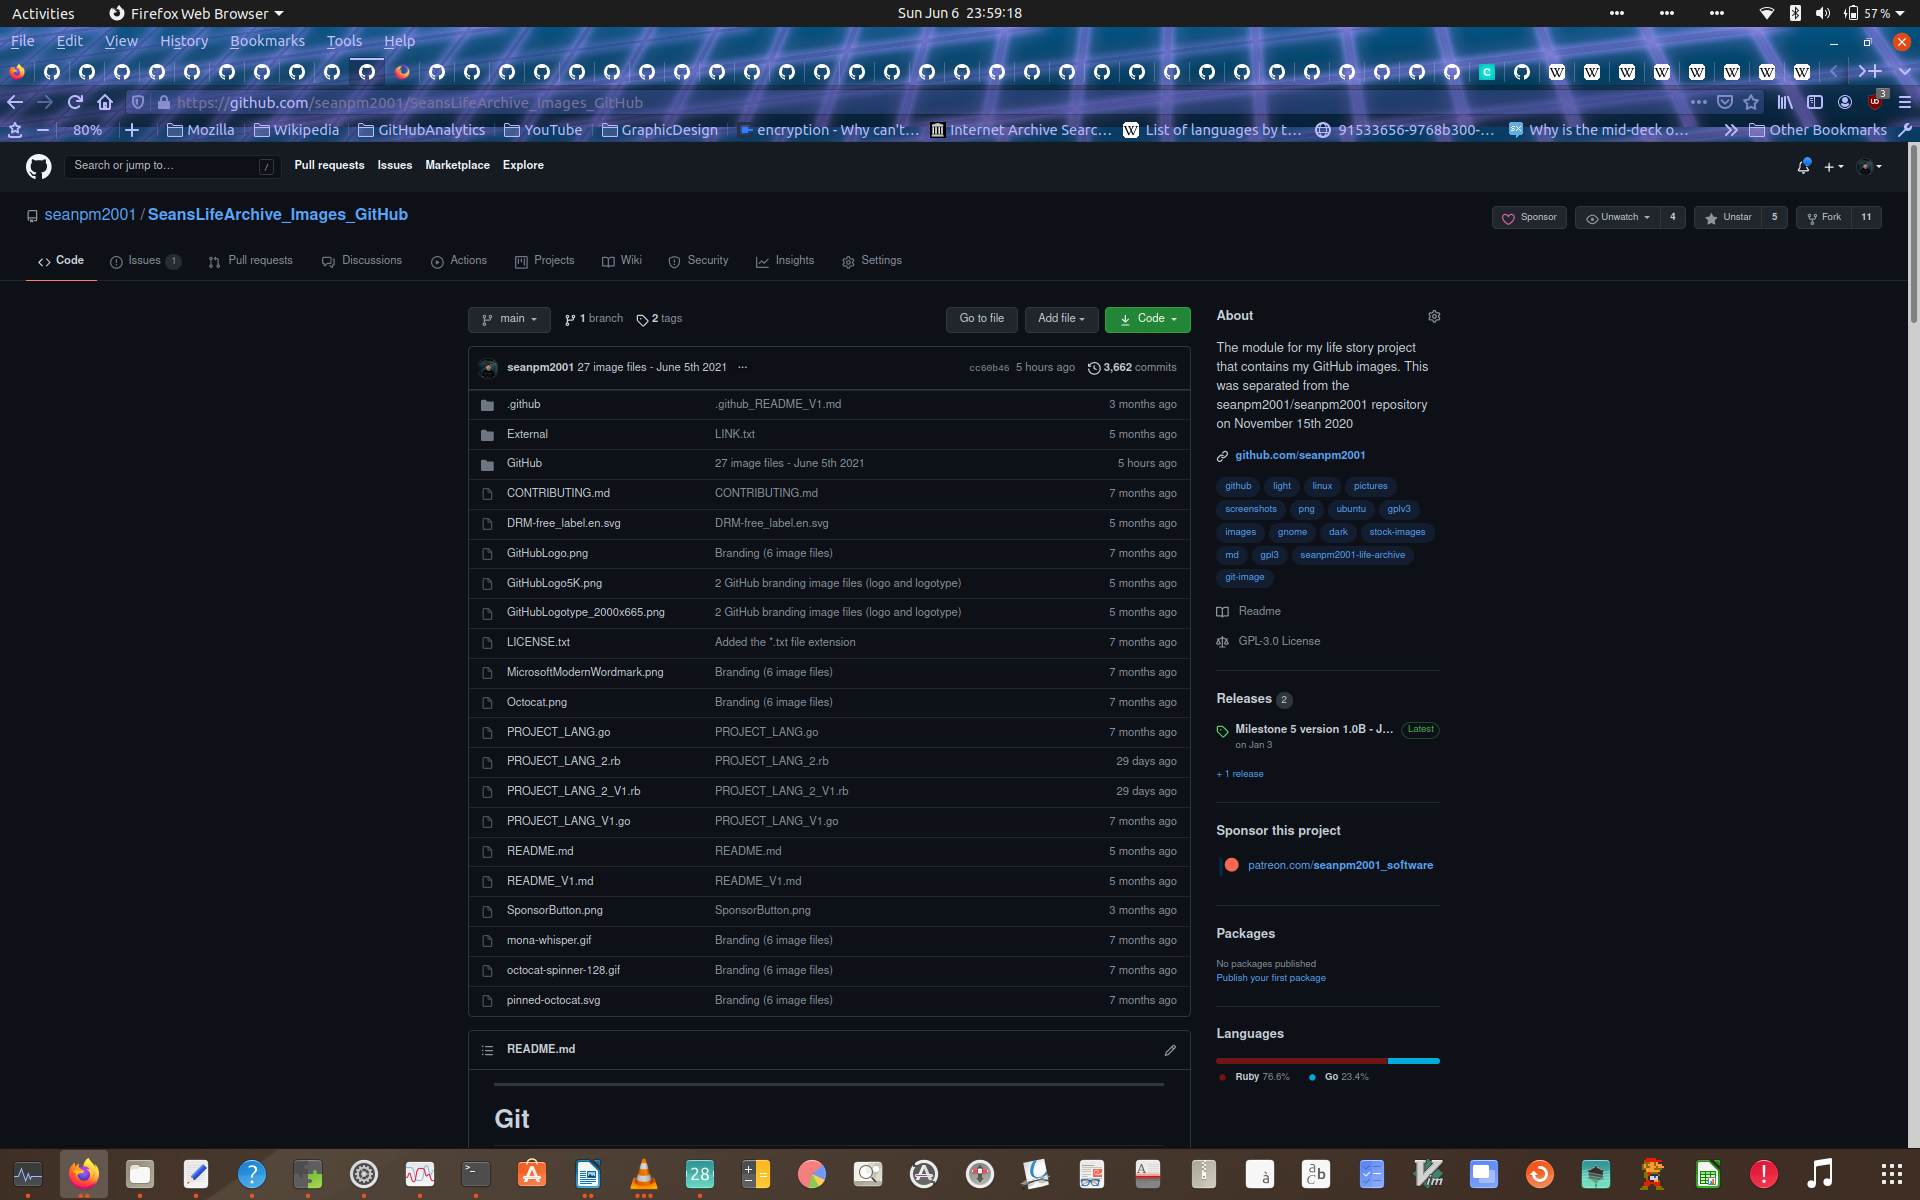 Activities
Firefox Web Browser
Sun Jun 6 23:59:18
57 %
File Edit View History Bookmarks Tools Help
https://github.com/seanpm2001/SeansLifeArchive_Images_GitHub
3
80%
Mozilla
Wikipedia
GitHubAnalytics
YouTube
GraphicDesign
encryption - Why can't…
Internet Archive Searc…
List of languages by t…
91533656-9768b300-…
Why is the mid-deck o…
Other Bookmarks
Search or jump to…
/
Pull requests Issues Marketplace Explore
seanpm2001 / SeansLifeArchive_Images_GitHub
Sponsor
Unwatch 4
Unstar 5
Fork 11
Code
Issues 1
Pull requests
Discussions
Actions
Projects
Wiki
Security
Insights
Settings
main
1 branch
2 tags
Go to file
Add file
Code
seanpm2001 27 image files - June 5th 2021 ...
cc60b46 5 hours ago 3,662 commits
.github .github_README_V1.md 3 months ago
External LINK.txt 5 months ago
GitHub 27 image files - June 5th 2021 5 hours ago
CONTRIBUTING.md CONTRIBUTING.md 7 months ago
DRM-free_label.en.svg DRM-free_label.en.svg 5 months ago
GitHubLogo.png Branding (6 image files) 7 months ago
GitHubLogo5K.png 2 GitHub branding image files (logo and logotype) 5 months ago
GitHubLogotype_2000x665.png 2 GitHub branding image files (logo and logotype) 5 months ago
LICENSE.txt Added the *.txt file extension 7 months ago
MicrosoftModernWordmark.png Branding (6 image files) 7 months ago
Octocat.png Branding (6 image files) 7 months ago
PROJECT_LANG.go PROJECT_LANG.go 7 months ago
PROJECT_LANG_2.rb PROJECT_LANG_2.rb 29 days ago
PROJECT_LANG_2_V1.rb PROJECT_LANG_2_V1.rb 29 days ago
PROJECT_LANG_V1.go PROJECT_LANG_V1.go 7 months ago
README.md README.md 5 months ago
README_V1.md README_V1.md 5 months ago
SponsorButton.png SponsorButton.png 3 months ago
mona-whisper.gif Branding (6 image files) 7 months ago
octocat-spinner-128.gif Branding (6 image files) 7 months ago
pinned-octocat.svg Branding (6 image files) 7 months ago
README.md
Git
About
The module for my life story project
that contains my GitHub images. This
was separated from the
seanpm2001/seanpm2001 repository
on November 15th 2020
github.com/seanpm2001
github light linux pictures
screenshots png ubuntu gplv3
images gnome dark stock-images
md gpl3 seanpm2001-life-archive
git-image
Readme
GPL-3.0 License
Releases 2
Milestone 5 version 1.0B - J... Latest
on Jan 3
+ 1 release
Sponsor this project
patreon.com/seanpm2001_software
Packages
No packages published
Publish your first package
Languages
Ruby 76.6% Go 23.4%
28